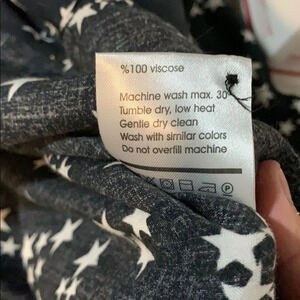 %100 viscose
Machine wash max. 30
Tumble dry, low heat
Gentle dry clean
Wash with similar colors
Do not overfill machine
P